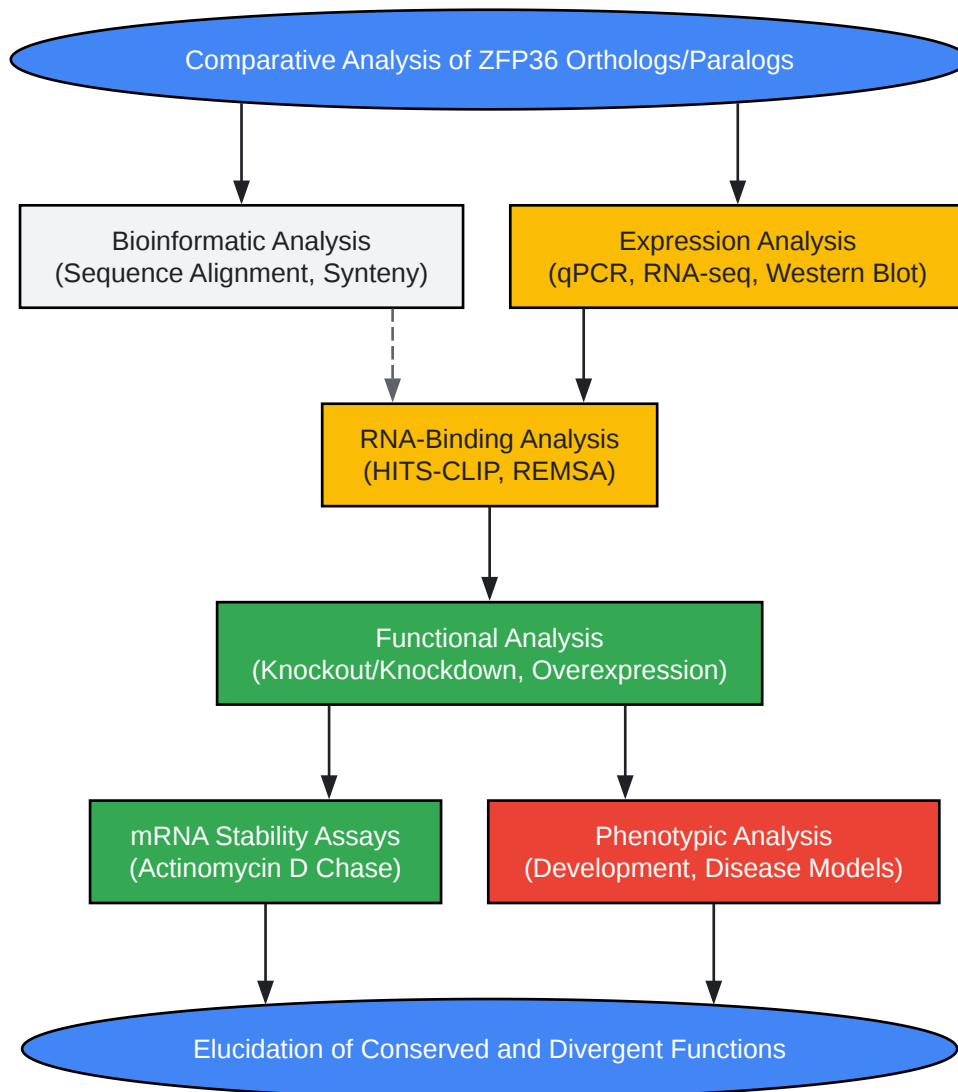 Comparative Analysis of ZFP36 Orthologs/Paralogs
Bioinformatic Analysis
(Sequence Alignment, Synteny)
Expression Analysis
(qPCR, RNA-seq, Western Blot)
RNA-Binding Analysis
(HITS-CLIP, REMSA)
Functional Analysis
(Knockout/Knockdown, Overexpression)
mRNA Stability Assays
(Actinomycin D Chase)
Phenotypic Analysis
(Development, Disease Models)
Elucidation of Conserved and Divergent Functions